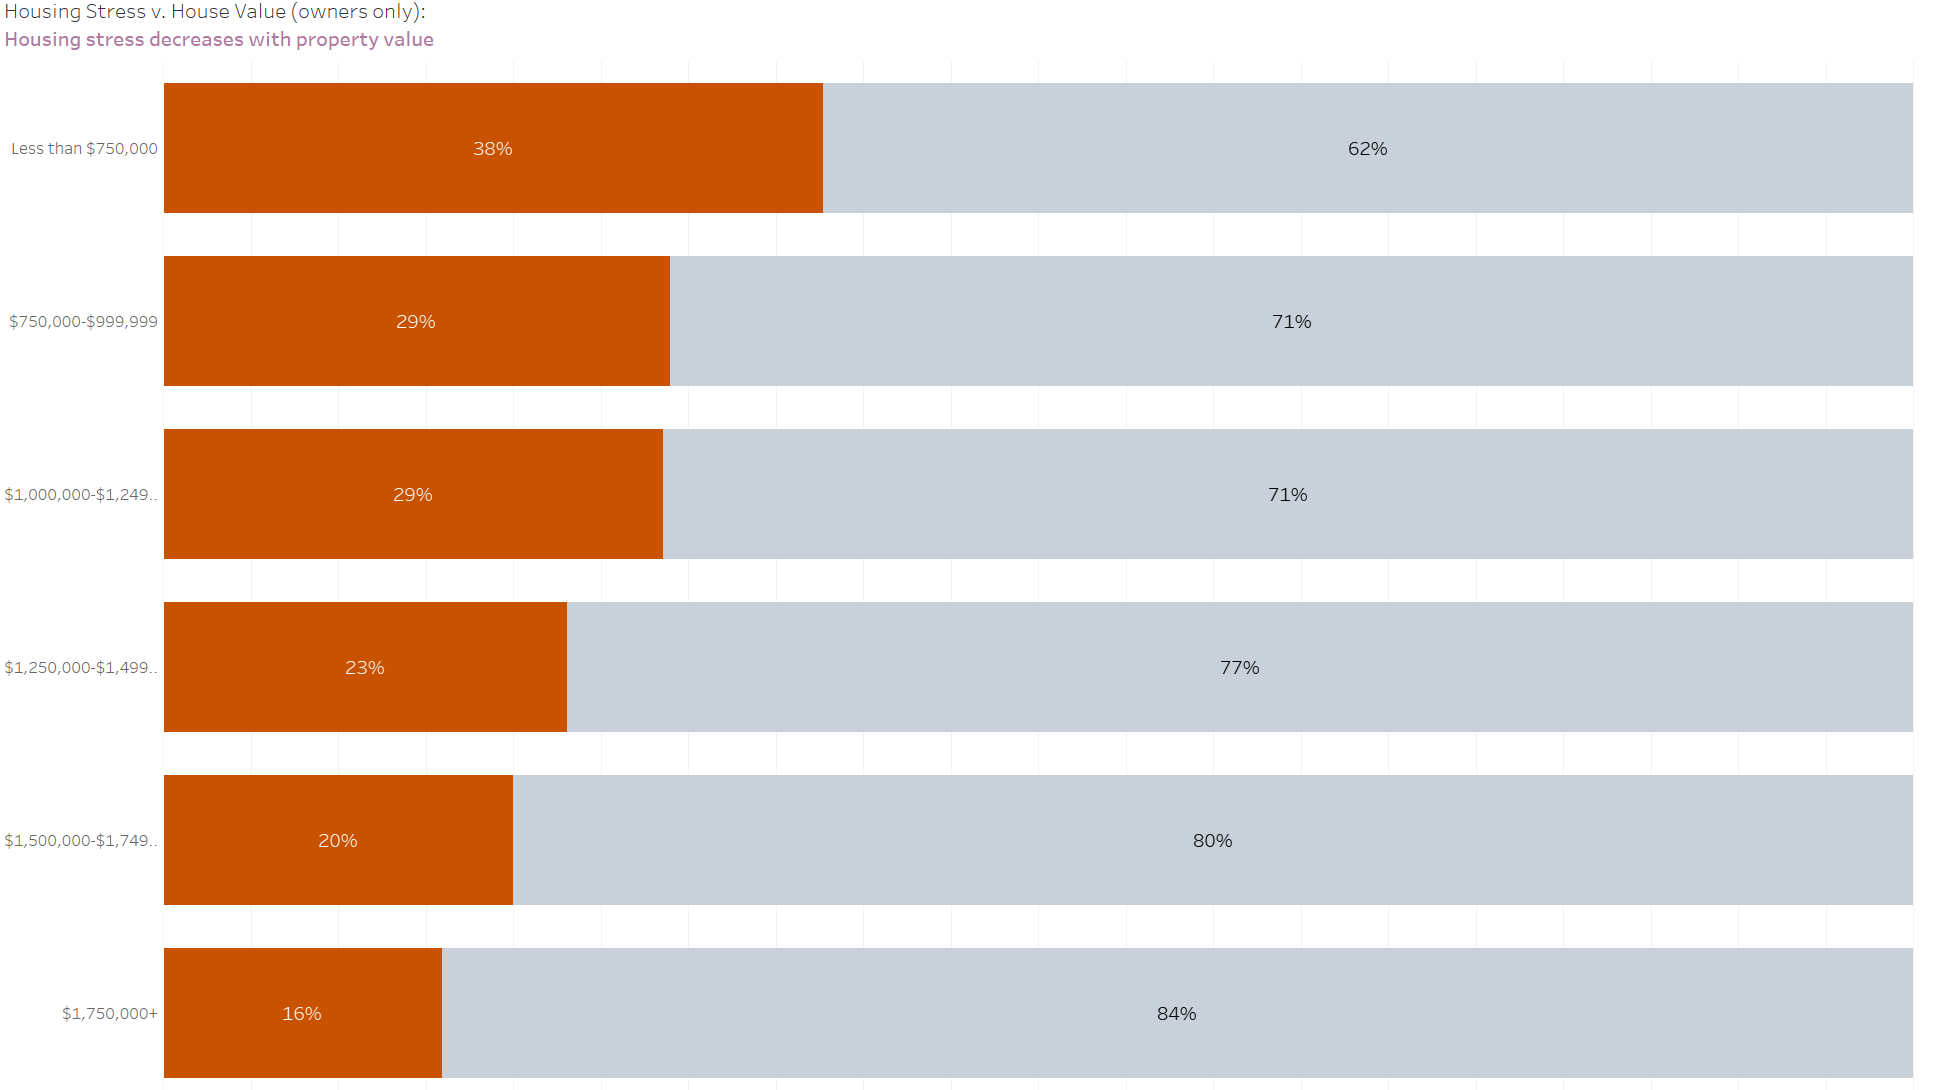 Housing Stress v. House Value (owners only):
Housing stress decreases with property value
Less than $750,000 38% 62%
$750,000-$999,999 29% 71%
$1,000,000-$1,249.. 29% 71%
$1,250,000-$1,499.. 23% 77%
$1,500,000-$1,749.. 20% 80%
$1,750,000+ 16% 84%